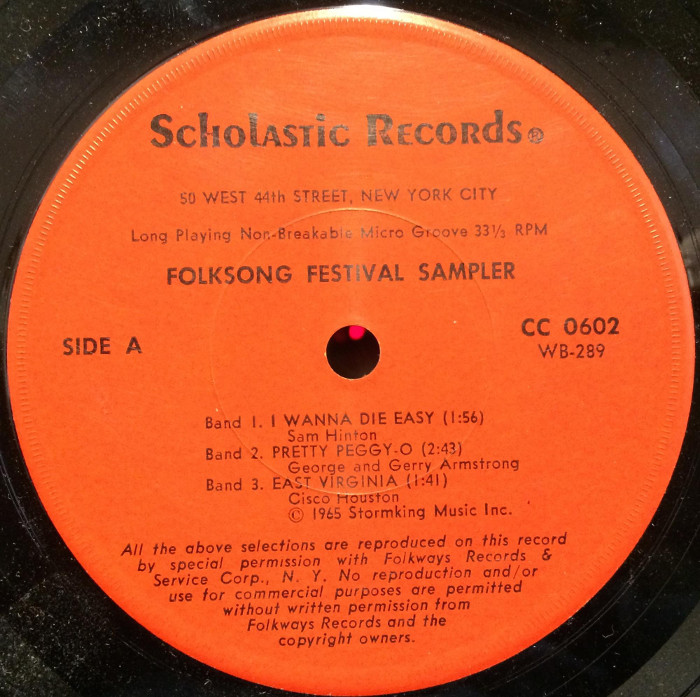 Scholastic Records®
50 WEST 44th STREET, NEW YORK CITY
Long Playing Non-Breakable Micro Groove 33⅓ RPM
FOLKSONG FESTIVAL SAMPLER
SIDE A
CC 0602
WB-289
Band 1. I WANNA DIE EASY (1:56)
Sam Hinton
Band 2. PRETTY PEGGY-O (2:43)
George and Gerry Armstrong
Band 3. EAST VIRGINIA (1:41)
Cisco Houston
© 1965 Stormking Music Inc.
All the above selections are reproduced on this record
by special permission with Folkways Records &
Service Corp., N. Y. No reproduction and/or
use for commercial purposes are permitted
without written permission from
Folkways Records and the
copyright owners.